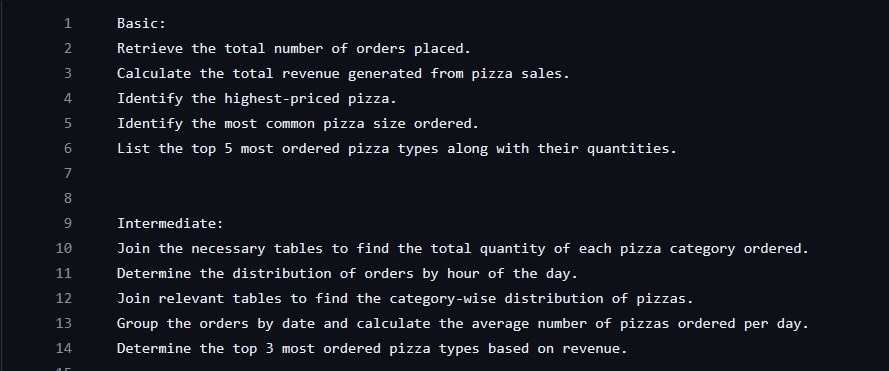 1 Basic:
2 Retrieve the total number of orders placed.
3 Calculate the total revenue generated from pizza sales.
4 Identify the highest-priced pizza.
5 Identify the most common pizza size ordered.
6 List the top 5 most ordered pizza types along with their quantities.
7
8
9 Intermediate:
10 Join the necessary tables to find the total quantity of each pizza category ordered.
11 Determine the distribution of orders by hour of the day.
12 Join relevant tables to find the category-wise distribution of pizzas.
13 Group the orders by date and calculate the average number of pizzas ordered per day.
14 Determine the top 3 most ordered pizza types based on revenue.